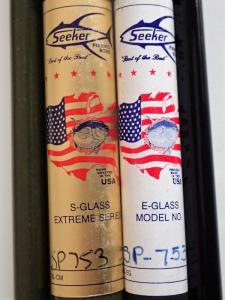 Seeker
"Best of the Best"
USA
S-GLASS
EXTREME SERIES
SP753
Seeker
"Best of the Best"
USA
E-GLASS
MODEL NO.
SP-753